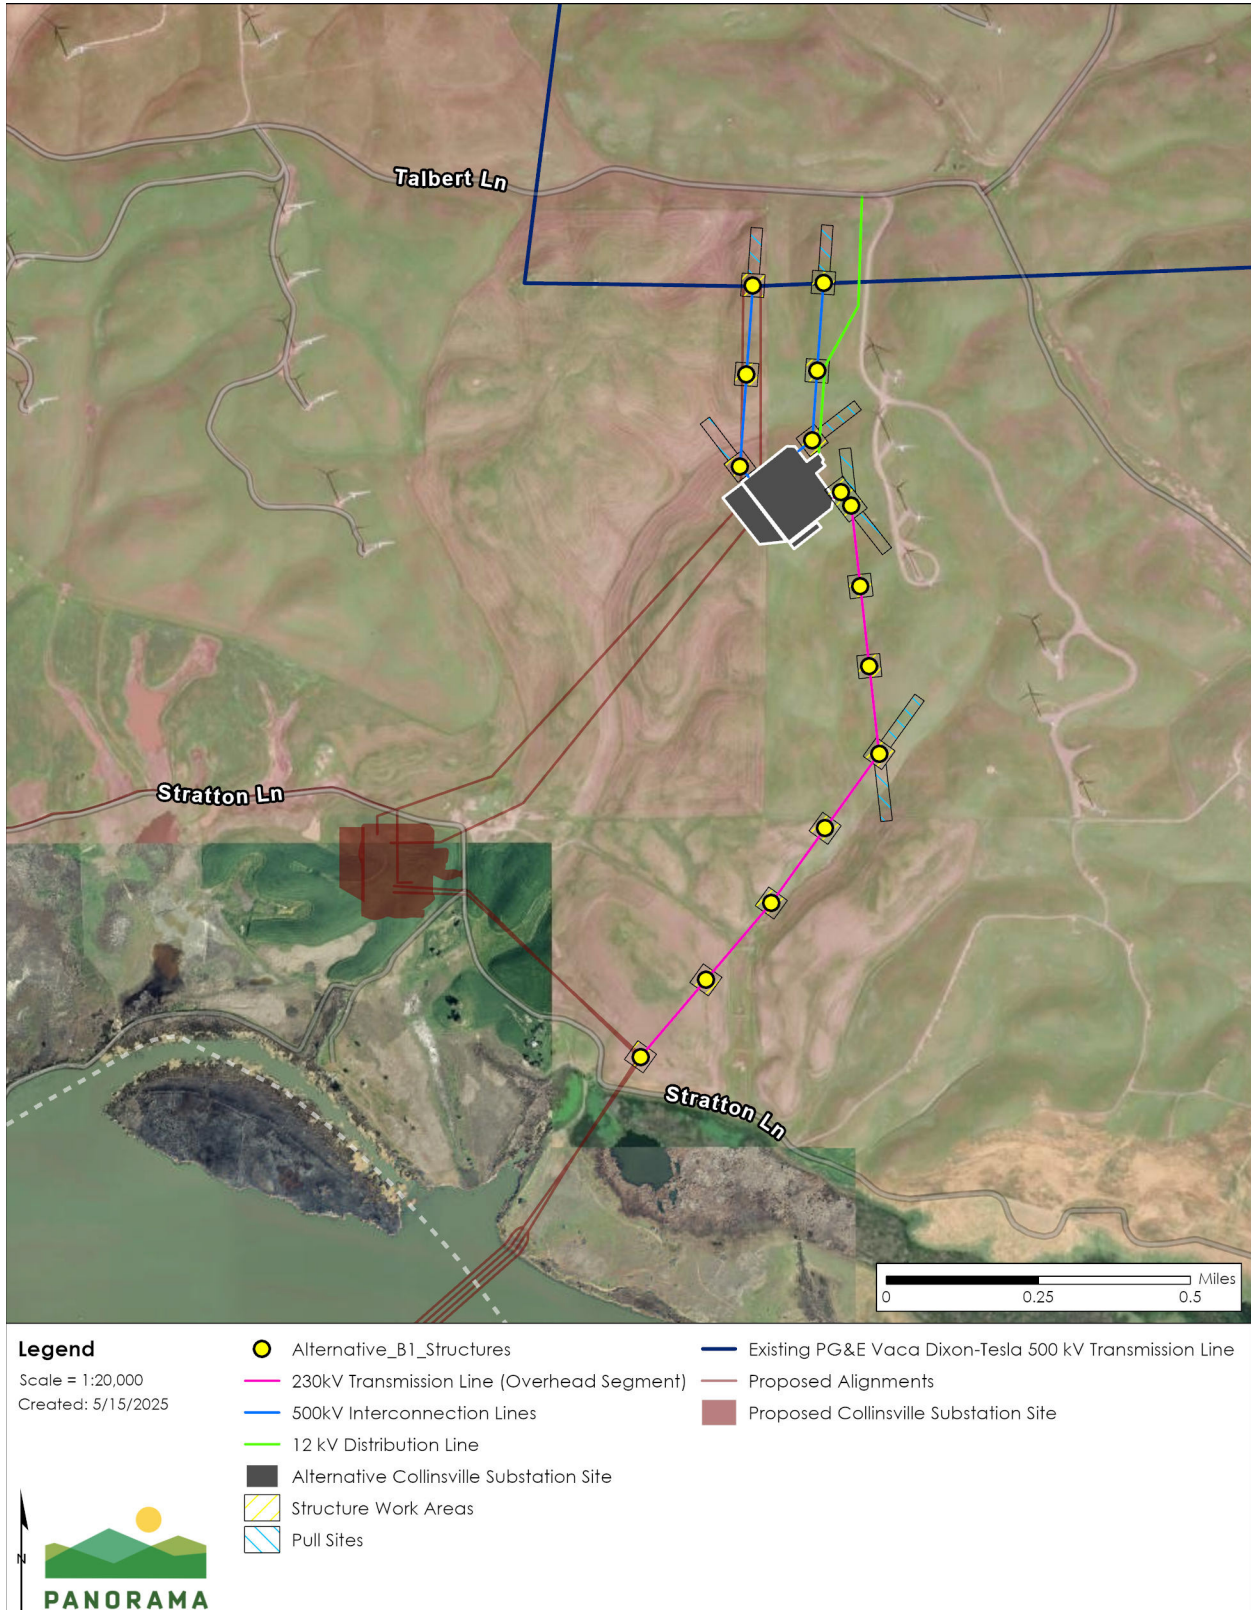 Talbert Ln
Stratton Ln
Stratton Ln
Miles
0 0.25 0.5
Legend
Scale = 1:20,000
Created: 5/15/2025
N
PANORAMA
Alternative_B1_Structures
230kV Transmission Line (Overhead Segment)
500kV Interconnection Lines
12 kV Distribution Line
Alternative Collinsville Substation Site
Structure Work Areas
Pull Sites
Existing PG&E Vaca Dixon-Tesla 500 kV Transmission Line
Proposed Alignments
Proposed Collinsville Substation Site